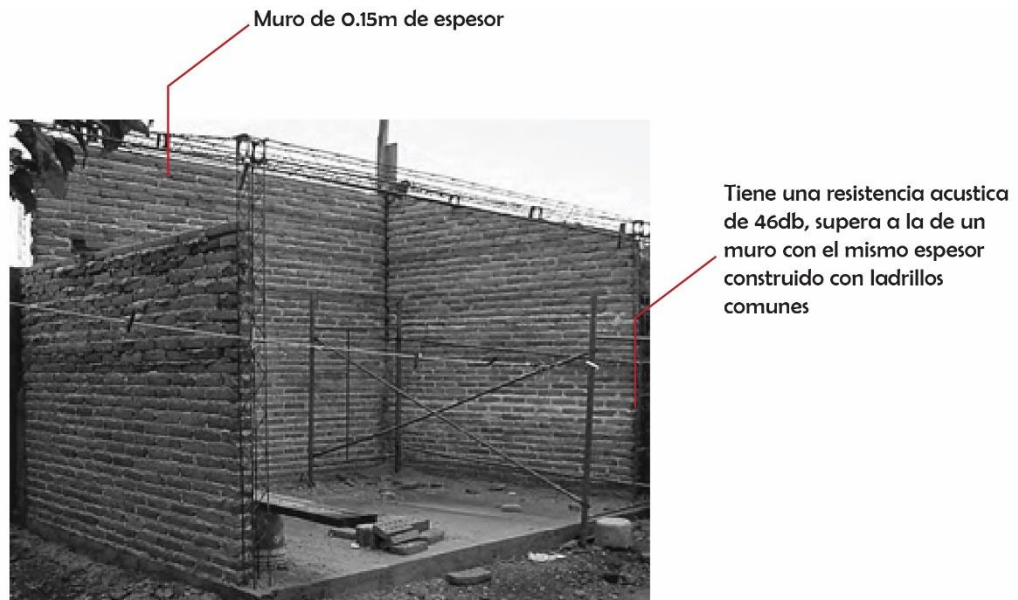 Muro de 0.15m de espesor
Tiene una resistencia acustica
de 46db, supera a la de un
muro con el mismo espesor
construido con ladrillos
comunes